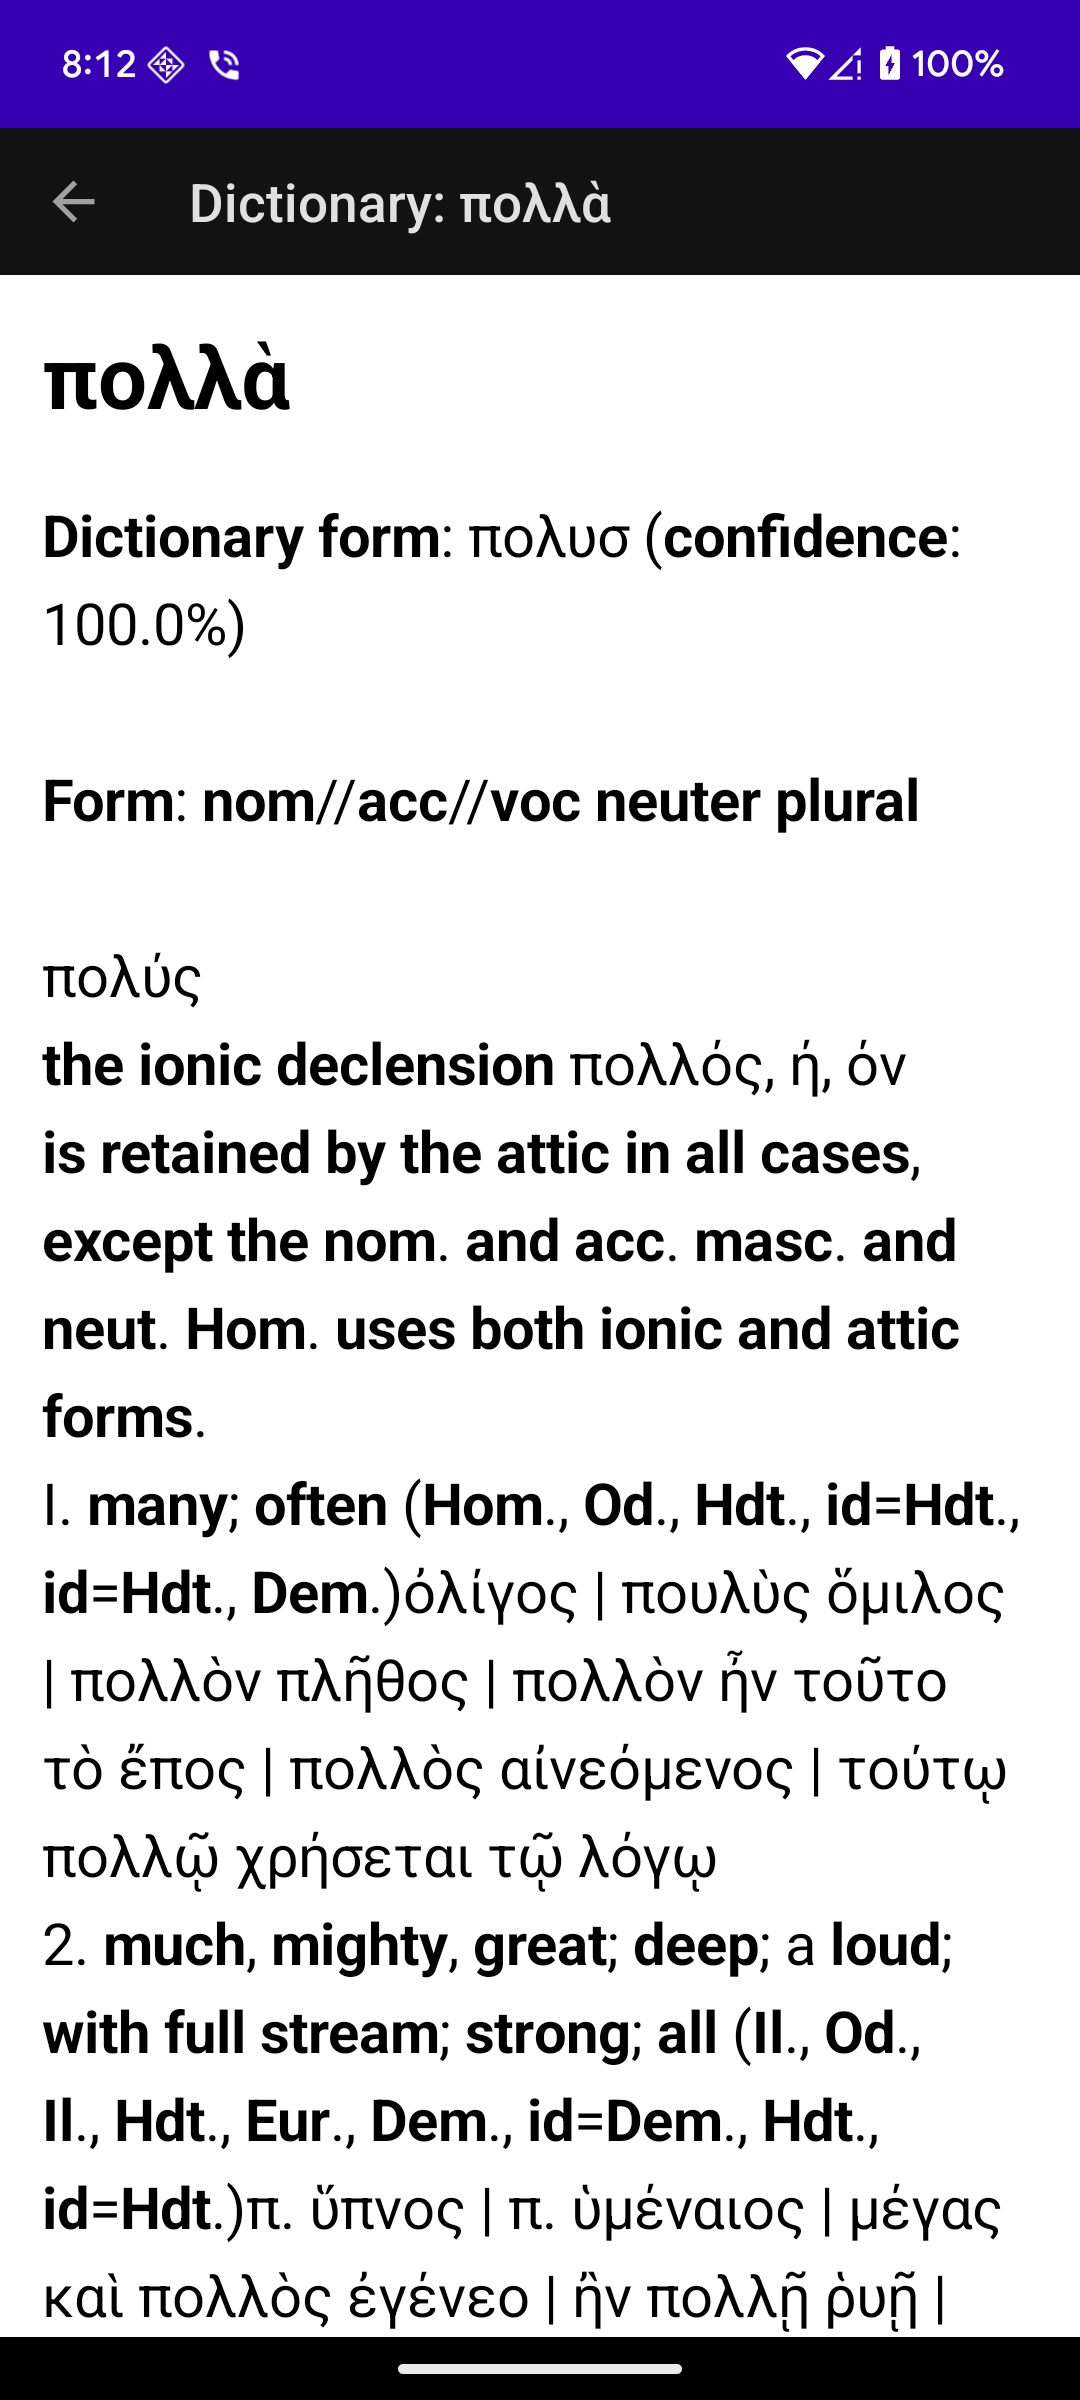 8:12
100%
Dictionary: πολλὰ
πολλὰ
Dictionary form: πολυσ (confidence:
100.0%)
Form: nom//acc//voc neuter plural
πολύς
the ionic declension πολλός, ή, όν
is retained by the attic in all cases,
except the nom. and acc. masc. and
neut. Hom. uses both ionic and attic
forms.
I. many; often (Hom., Od., Hdt., id=Hdt.,
id=Hdt., Dem.)ὀλίγος | πουλὺς ὅμιλος
| πολλὸν πλῆθος | πολλὸν ἦν τοῦτο
τὸ ἔπος | πολλὸς αἰνεόμενος | τούτῳ
πολλῷ χρήσεται τῷ λόγῳ
2. much, mighty, great; deep; a loud;
with full stream; strong; all (Il., Od.,
Il., Hdt., Eur., Dem., id=Dem., Hdt.,
id=Hdt.)π. ὕπνος | π. ὑμέναιος | μέγας
καὶ πολλὸς ἐγένεο | ἢν πολλῇ ῥυῇ |